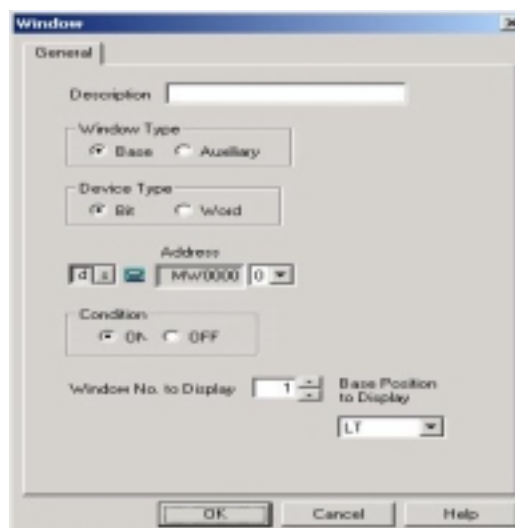 Window
General
Description
Window Type
Base Auxiliary
Device Type
Bit Word
Address
d s MW0000 0
Condition
ON OFF
Window No. to Display 1 Base Position
to Display
LT
OK Cancel Help